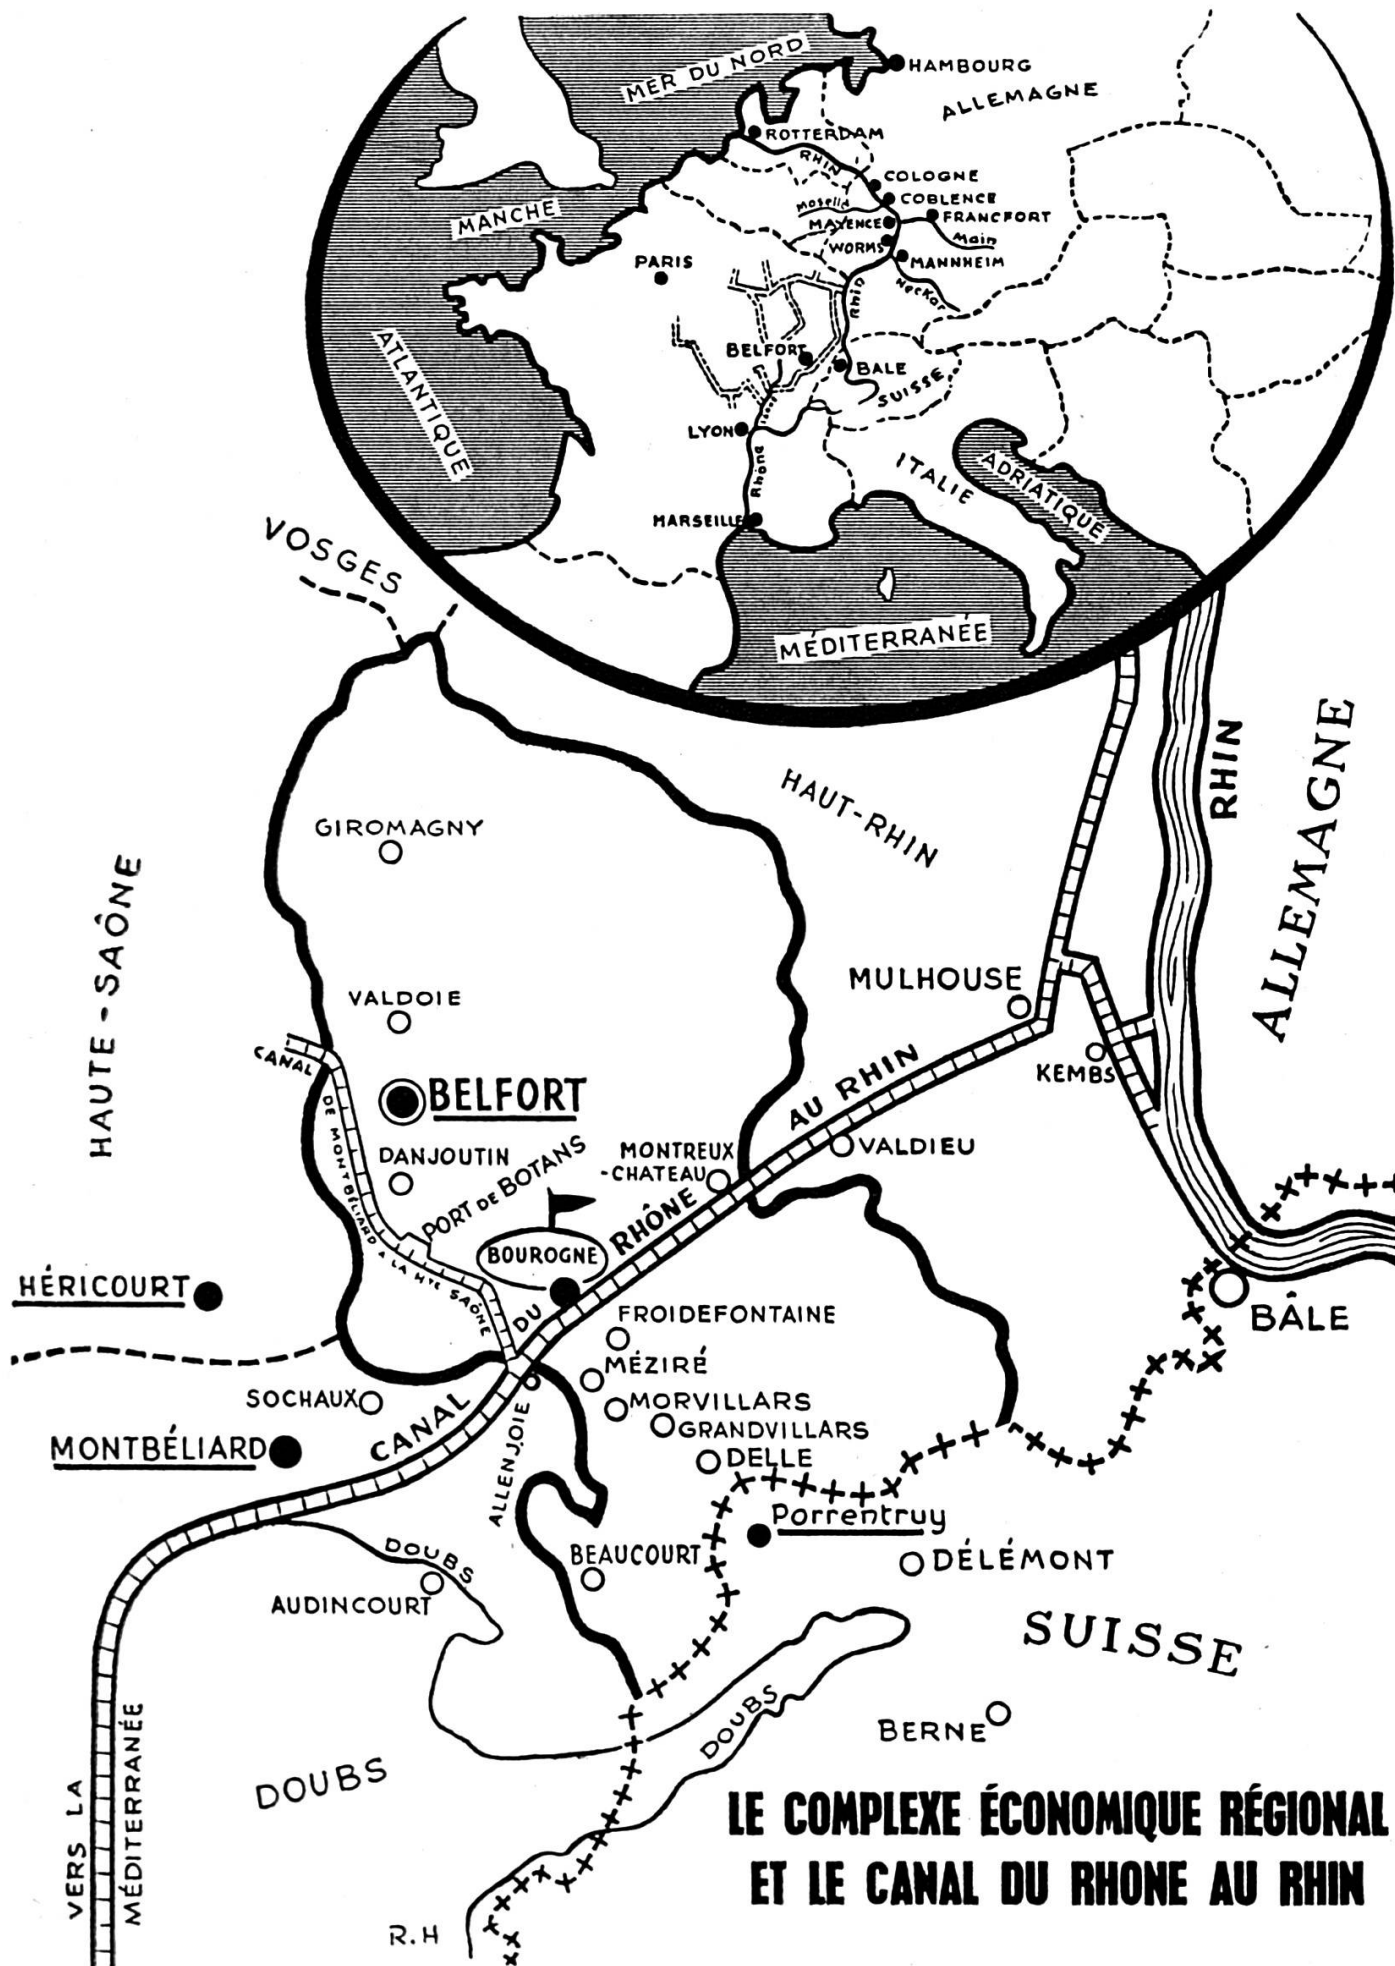 MER DU NORD
HAMBOURG
ALLEMAGNE
ROTTERDAM
RHIN
COLOGNE
COBLENCE
Moselle
MAYENCE
FRANCFORT
MANCHE
WORMS
Main
PARIS
MANNHEIM
Rhin
Neckar
ATLANTIQUE
BELFORT
BALE
SUISSE
LYON
ITALIE
ADRIATIQUE
Rhône
MARSEILLE
MÉDITERRANÉE
VOSGES
RHIN
ALLEMAGNE
HAUT-RHIN
GIROMAGNY
HAUTE-SAÔNE
VALDOIE
MULHOUSE
CANAL
DE MONTBÉLIARD A LA HTE SAÔNE
KEMBS
BELFORT
DANJOUTIN
PORT DE BOTANS
MONTREUX
-CHATEAU
VALDIEU
BOUROGNE
CANAL DU RHÔNE AU RHIN
HÉRICOURT
BÂLE
FROIDEFONTAINE
MÉZIRÉ
SOCHAUX
MORVILLARS
GRANDVILLARS
MONTBÉLIARD
DELLE
ALLENJOIE
Porrentruy
DOUBS
BEAUCOURT
DÉLÉMONT
AUDINCOURT
SUISSE
DOUBS
BERNE
DOUBS
VERS LA
MÉDITERRANÉE
LE COMPLEXE ÉCONOMIQUE RÉGIONAL
ET LE CANAL DU RHONE AU RHIN
R.H